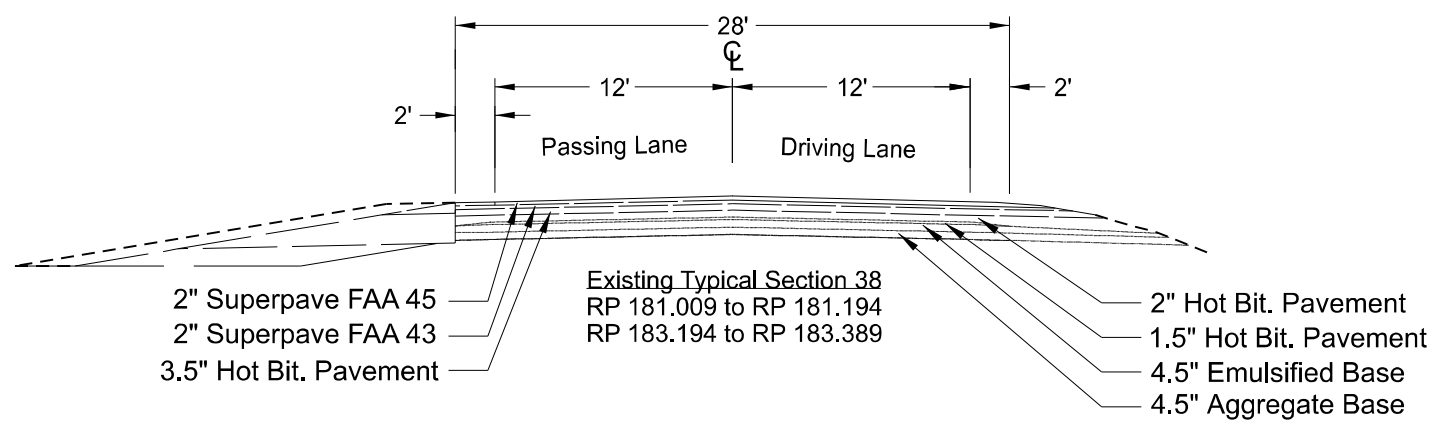 28'
℄
12'
12'
2'
2'
Passing Lane
Driving Lane
2" Superpave FAA 45
2" Superpave FAA 43
3.5" Hot Bit. Pavement
Existing Typical Section 38
RP 181.009 to RP 181.194
RP 183.194 to RP 183.389
2" Hot Bit. Pavement
1.5" Hot Bit. Pavement
4.5" Emulsified Base
4.5" Aggregate Base